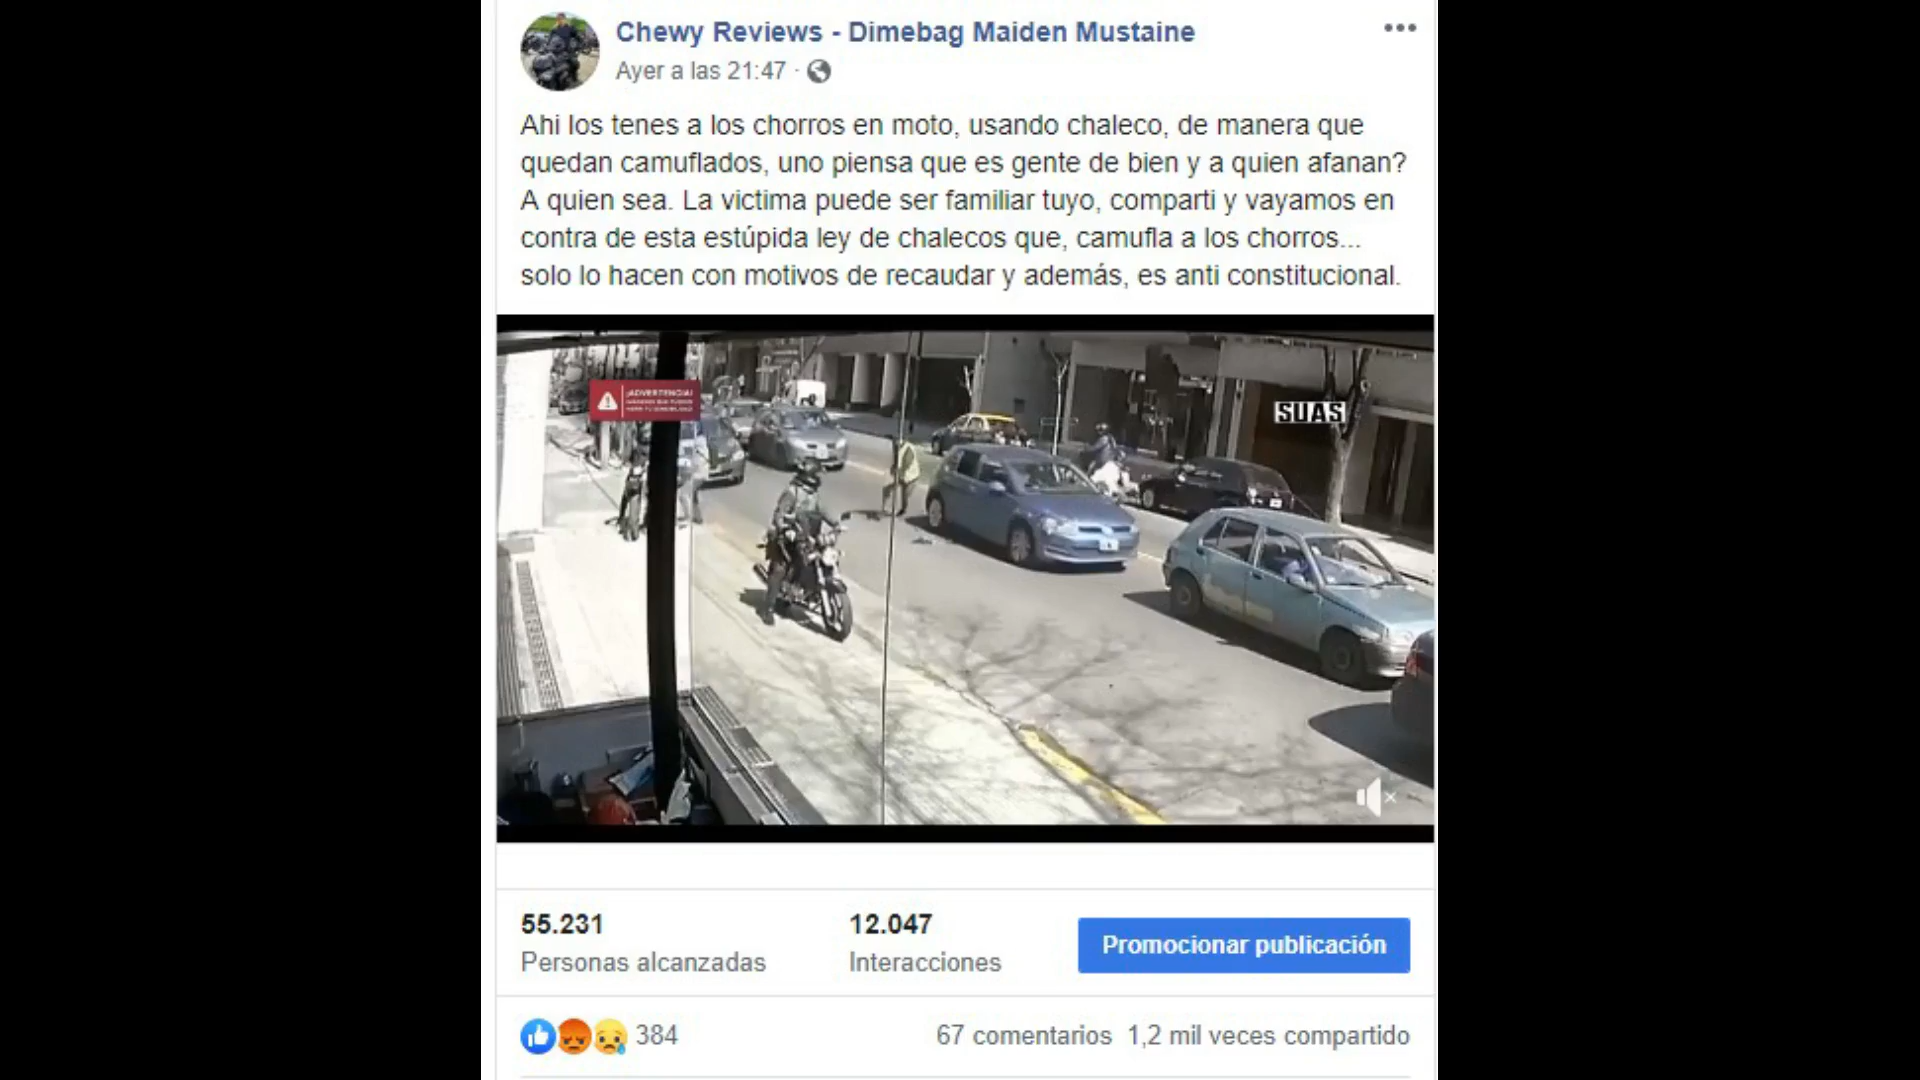 Chewy Reviews - Dimebag Maiden Mustaine
Ayer a las 21:47 ·
Ahi los tenes a los chorros en moto, usando chaleco, de manera que
quedan camuflados, uno piensa que es gente de bien y a quien afanan?
A quien sea. La victima puede ser familiar tuyo, comparti y vayamos en
contra de esta estúpida ley de chalecos que, camufla a los chorros...
solo lo hacen con motivos de recaudar y además, es anti constitucional.
¡ADVERTENCIA!
SUAS
55.231
Personas alcanzadas
12.047
Interacciones
Promocionar publicación
384
67 comentarios 1,2 mil veces compartido